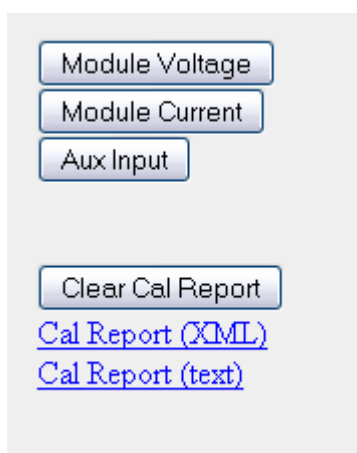 Module Voltage
Module Current
Aux Input
Clear Cal Report
Cal Report (XML)
Cal Report (text)